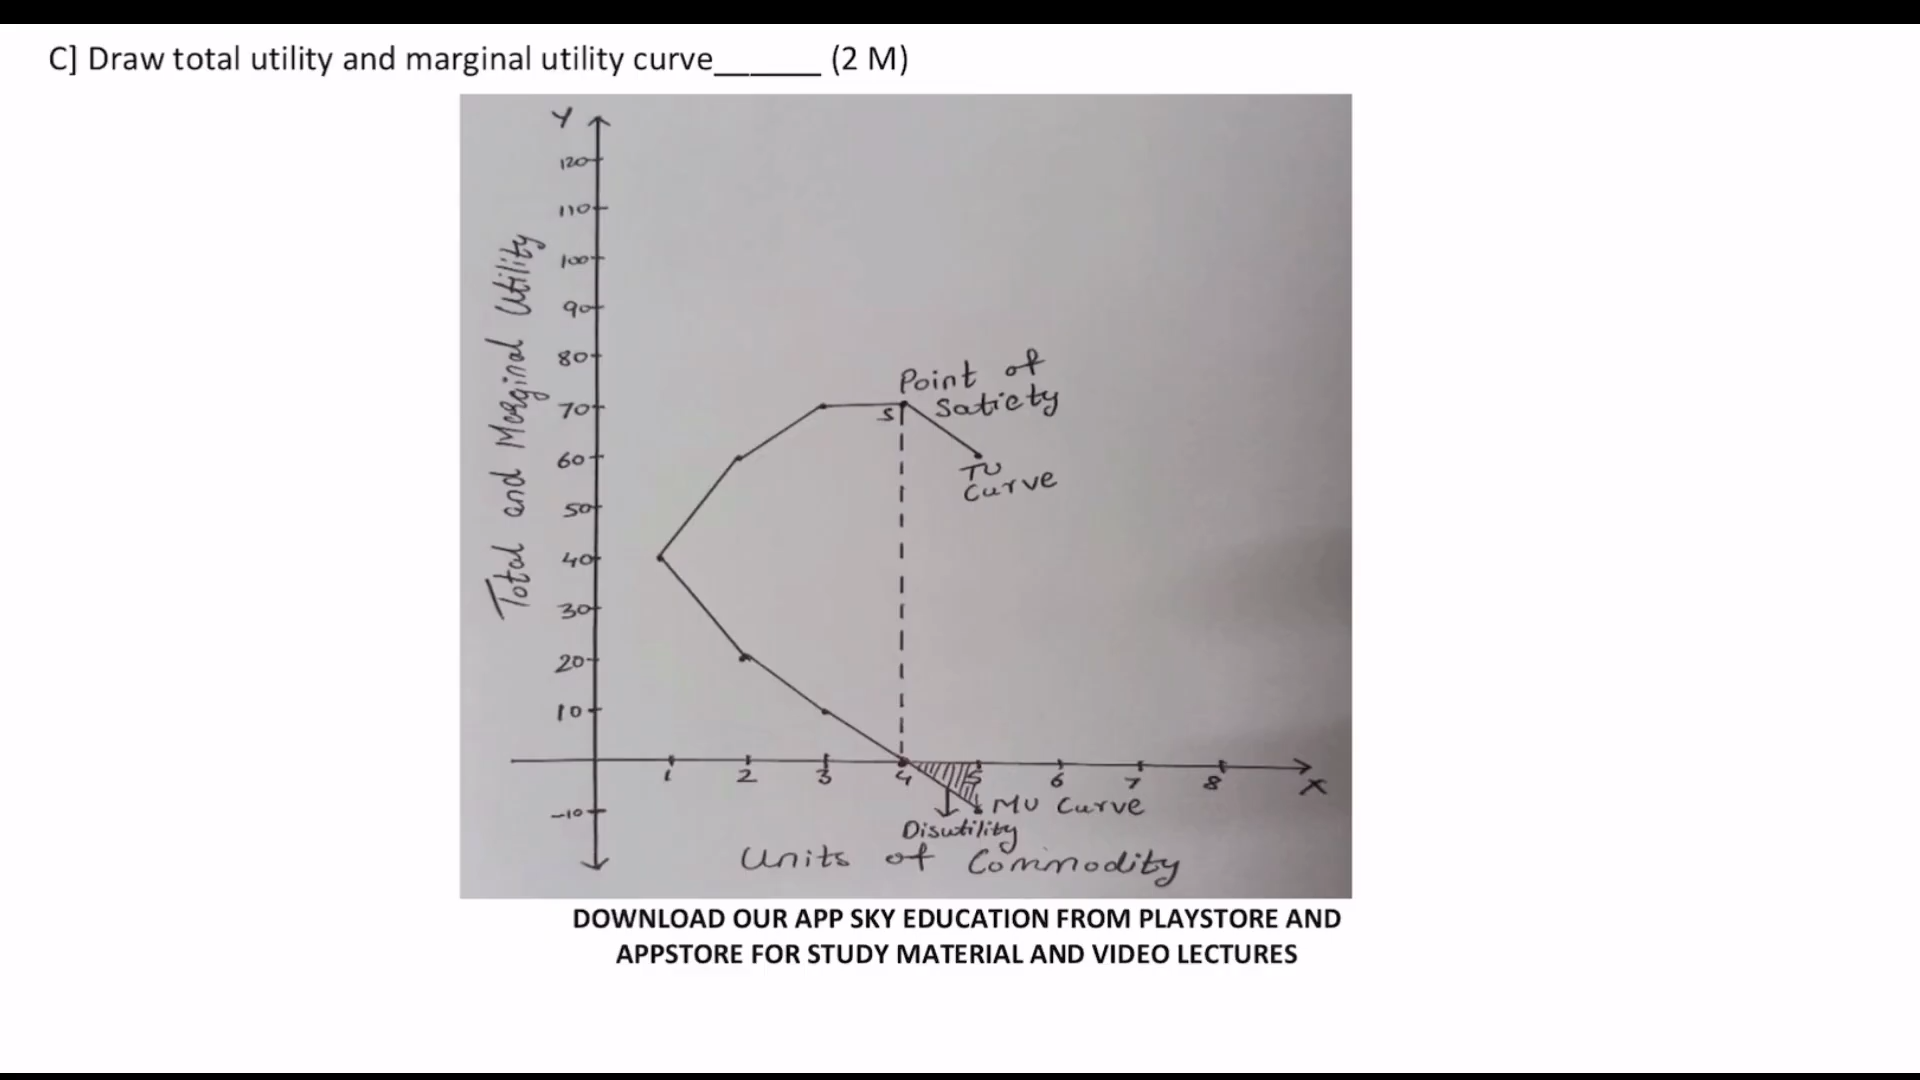 C] Draw total utility and marginal utility curve______ (2 M)
Y
120
110
100
90
80
70
60
50
40
30
20
10
-10
Total and Marginal Utility
Point of
Satiety
S
TU
Curve
1 2 3 4 5 6 7 8 X
MU Curve
Disutility
Units of Commodity
DOWNLOAD OUR APP SKY EDUCATION FROM PLAYSTORE AND
APPSTORE FOR STUDY MATERIAL AND VIDEO LECTURES